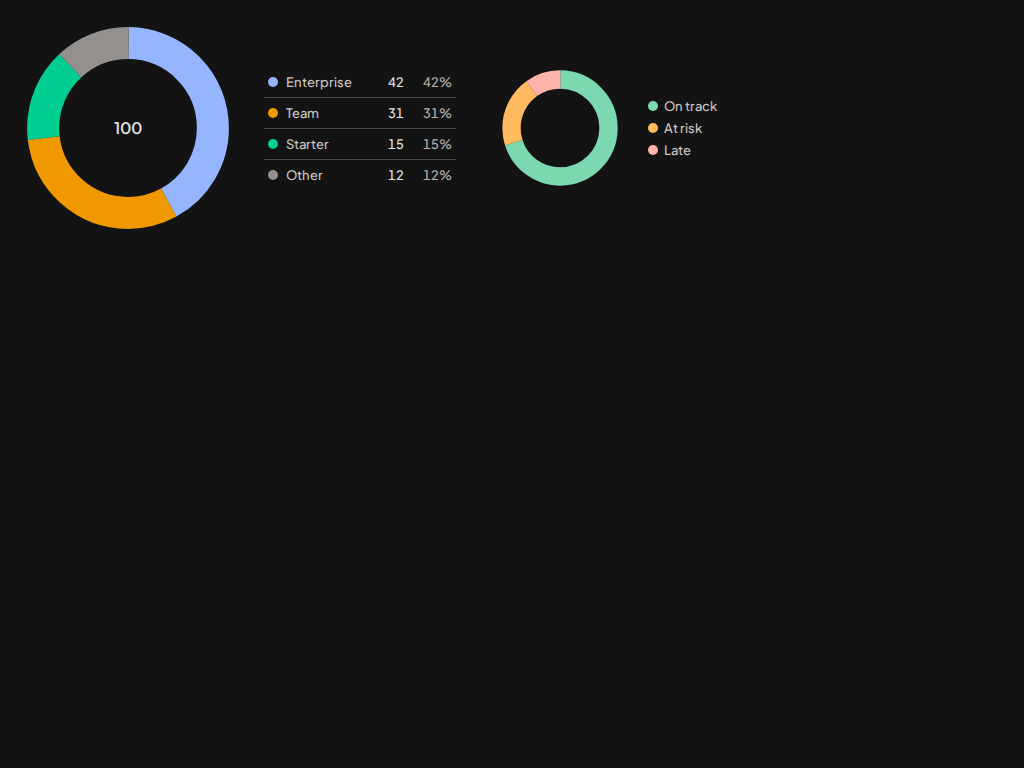 100
Enterprise 42 42%
Team 31 31%
Starter 15 15%
Other 12 12%
On track
At risk
Late